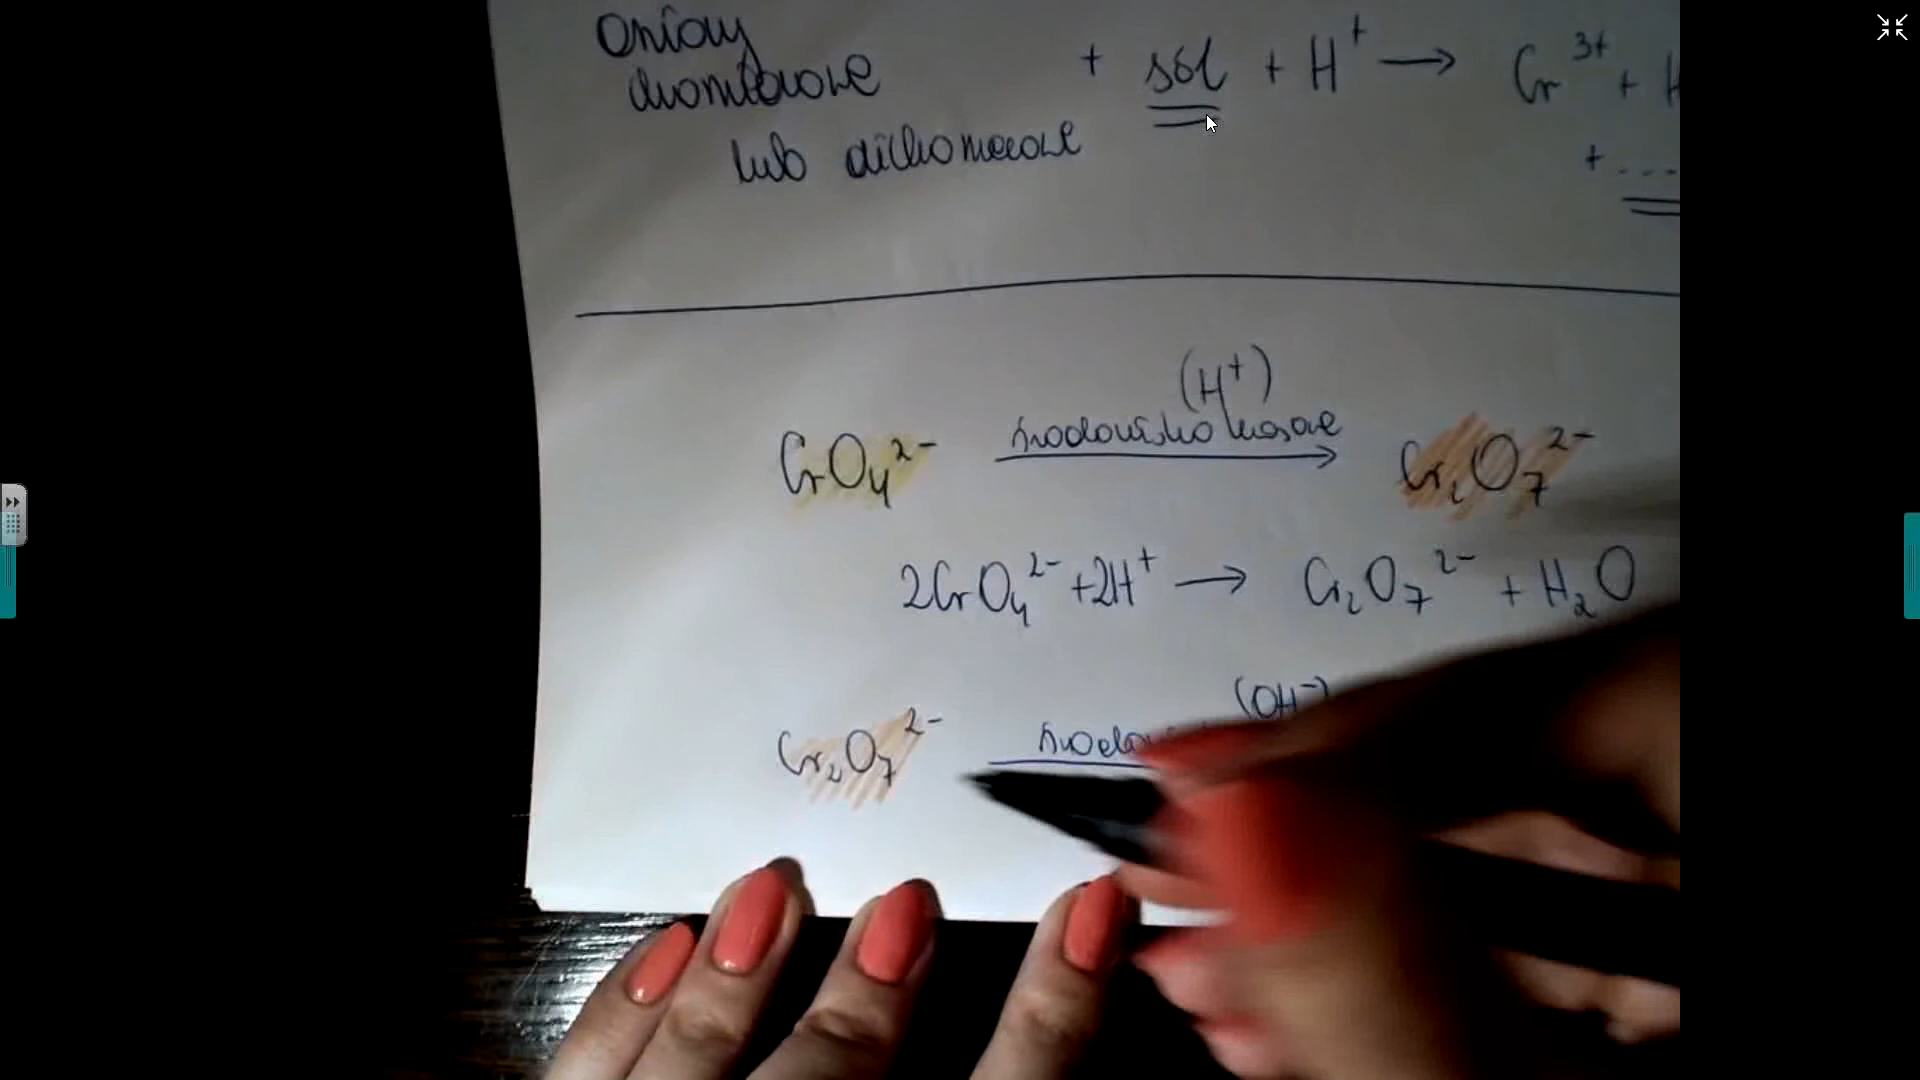 Aniony
chromianowe + sól + H⁺ → Cr³⁺ + H
lub dichromianowe + ....
(H⁺)
CrO₄²⁻ środowisko kwasowe → Cr₂O₇²⁻
2CrO₄²⁻ + 2H⁺ → Cr₂O₇²⁻ + H₂O
(OH⁻)
Cr₂O₇²⁻